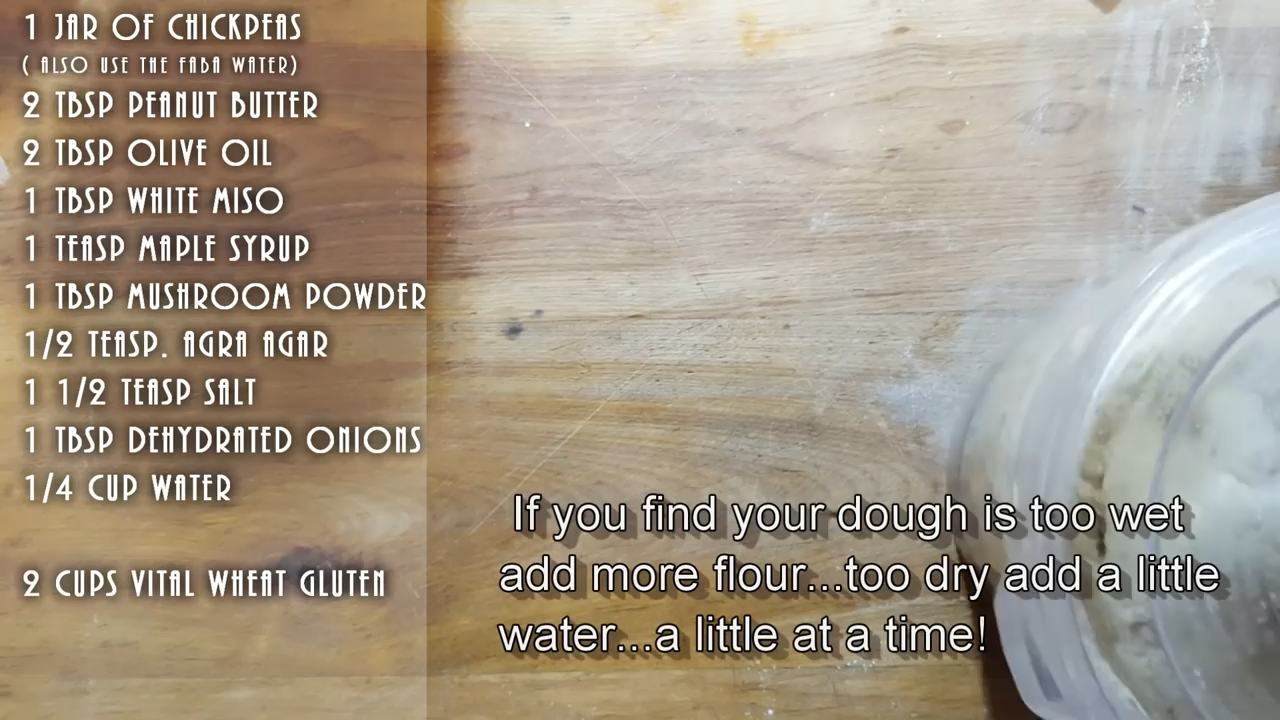 1 JAR OF CHICKPEAS
( ALSO USE THE FABA WATER)
2 TBSP PEANUT BUTTER
2 TBSP OLIVE OIL
1 TBSP WHITE MISO
1 TEASP MAPLE SYRUP
1 TBSP MUSHROOM POWDER
1/2 TEASP. AGRA AGAR
1 1/2 TEASP SALT
1 TBSP DEHYDRATED ONIONS
1/4 CUP WATER
2 CUPS VITAL WHEAT GLUTEN
If you find your dough is too wet
add more flour...too dry add a little
water...a little at a time!